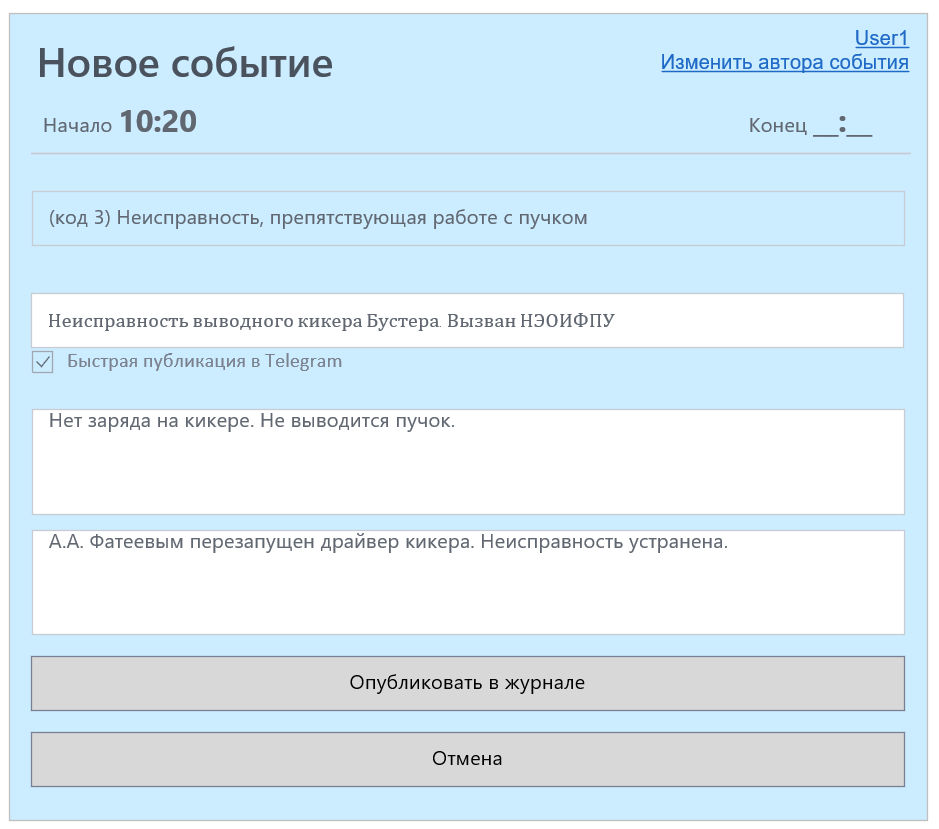 Новое событие
User1
Изменить автора события
Начало 10:20
Конец __:__
(код 3) Неисправность, препятствующая работе с пучком
Неисправность выводного кикера Бустера. Вызван НЭОИФПУ
Быстрая публикация в Telegram
Нет заряда на кикере. Не выводится пучок.
А.А. Фатеевым перезапущен драйвер кикера. Неисправность устранена.
Опубликовать в журнале
Отмена